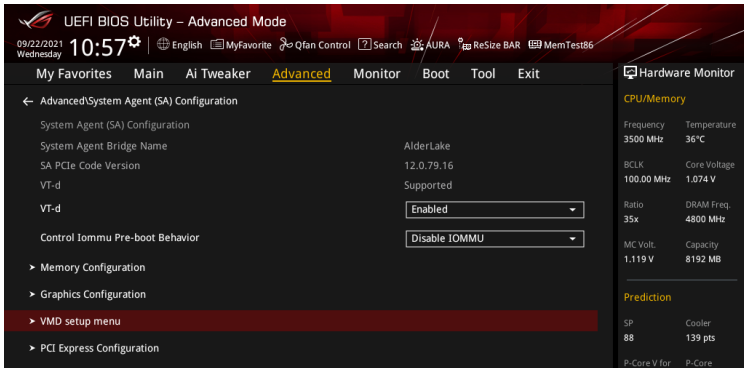 UEFI BIOS Utility – Advanced Mode
09/22/2021 Wednesday 10:57 English MyFavorite Qfan Control ? Search AURA ReSize BAR MemTest86
My Favorites Main Ai Tweaker Advanced Monitor Boot Tool Exit
← Advanced\System Agent (SA) Configuration
System Agent (SA) Configuration
System Agent Bridge Name AlderLake
SA PCIe Code Version 12.0.79.16
VT-d Supported
VT-d Enabled
Control Iommu Pre-boot Behavior Disable IOMMU
> Memory Configuration
> Graphics Configuration
> VMD setup menu
> PCI Express Configuration
Hardware Monitor
CPU/Memory
Frequency Temperature
3500 MHz 36°C
BCLK Core Voltage
100.00 MHz 1.074 V
Ratio DRAM Freq.
35x 4800 MHz
MC Volt. Capacity
1.119 V 8192 MB
Prediction
SP Cooler
88 139 pts
P-Core V for P-Core